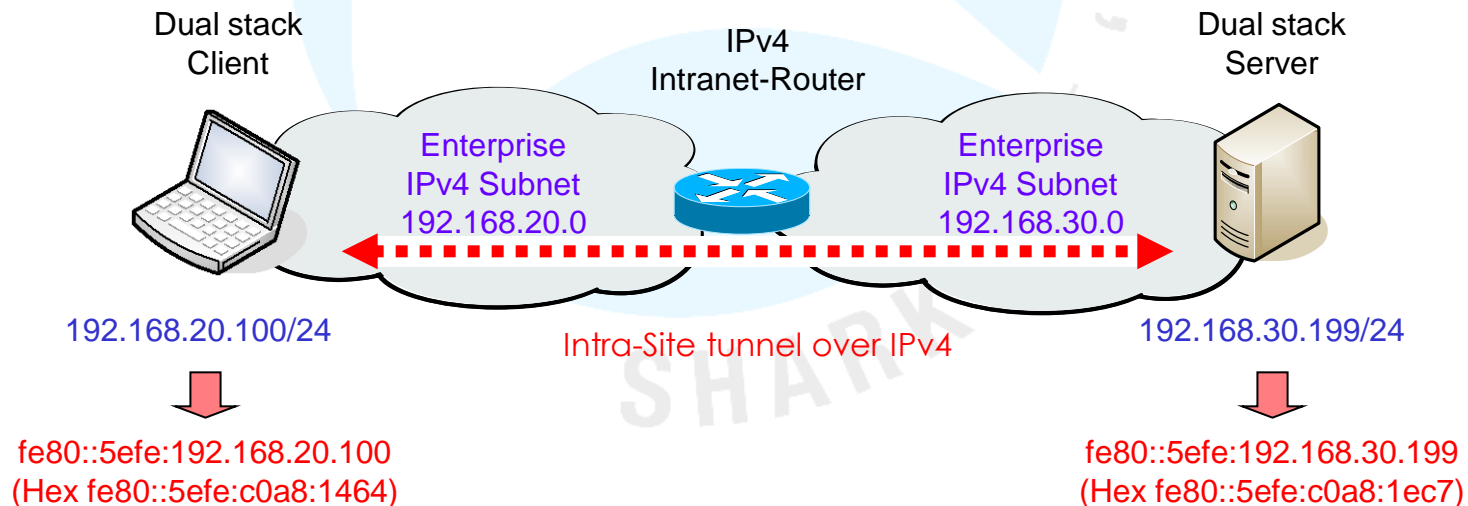 Dual stack
Client
IPv4
Intranet-Router
Dual stack
Server
Enterprise
IPv4 Subnet
192.168.20.0
Enterprise
IPv4 Subnet
192.168.30.0
192.168.20.100/24
Intra-Site tunnel over IPv4
192.168.30.199/24
SHARK
fe80::5efe:192.168.20.100
(Hex fe80::5efe:c0a8:1464)
fe80::5efe:192.168.30.199
(Hex fe80::5efe:c0a8:1ec7)